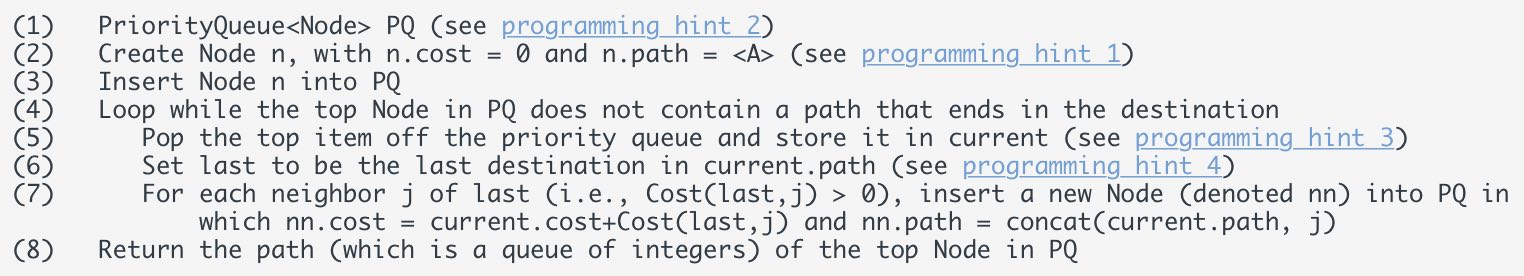 (1) PriorityQueue<Node> PQ (see programming hint 2)
(2) Create Node n, with n.cost = 0 and n.path = <A> (see programming hint 1)
(3) Insert Node n into PQ
(4) Loop while the top Node in PQ does not contain a path that ends in the destination
(5) Pop the top item off the priority queue and store it in current (see programming hint 3)
(6) Set last to be the last destination in current.path (see programming hint 4)
(7) For each neighbor j of last (i.e., Cost(last,j) > 0), insert a new Node (denoted nn) into PQ in
which nn.cost = current.cost+Cost(last,j) and nn.path = concat(current.path, j)
(8) Return the path (which is a queue of integers) of the top Node in PQ